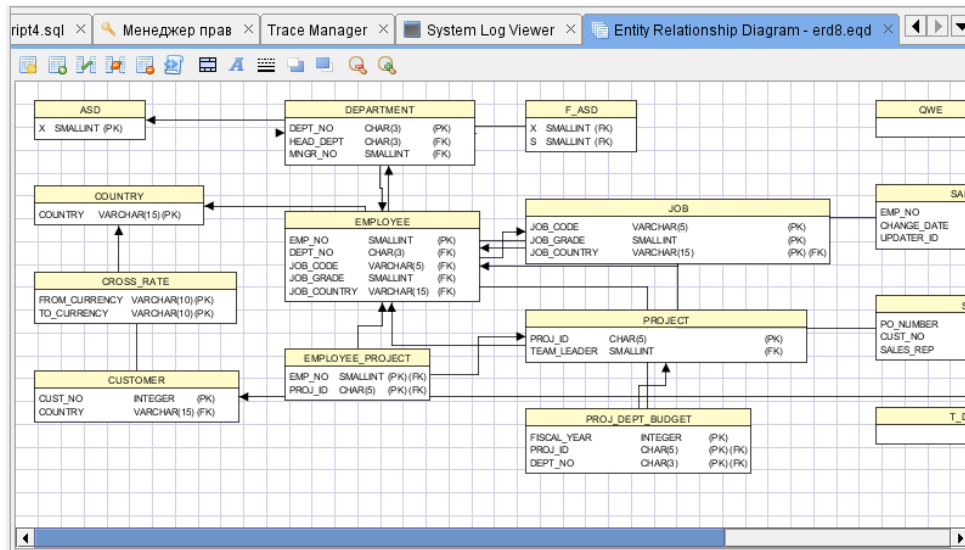 ript4.sql
Менеджер прав
Trace Manager
System Log Viewer
Entity Relationship Diagram - erd8.eqd
ASD
X SMALLINT (PK)
DEPARTMENT
DEPT_NO CHAR(3) (PK)
HEAD_DEPT CHAR(3) (FK)
MNGR_NO SMALLINT (FK)
F_ASD
X SMALLINT (FK)
S SMALLINT (FK)
QWE
COUNTRY
COUNTRY VARCHAR(15) (PK)
EMPLOYEE
EMP_NO SMALLINT (PK)
DEPT_NO CHAR(3) (FK)
JOB_CODE VARCHAR(5) (FK)
JOB_GRADE SMALLINT (FK)
JOB_COUNTRY VARCHAR(15) (FK)
JOB
JOB_CODE VARCHAR(5) (PK)
JOB_GRADE SMALLINT (PK)
JOB_COUNTRY VARCHAR(15) (PK) (FK)
SA
EMP_NO
CHANGE_DATE
UPDATER_ID
CROSS_RATE
FROM_CURRENCY VARCHAR(10) (PK)
TO_CURRENCY VARCHAR(10) (PK)
PROJECT
PROJ_ID CHAR(5) (PK)
TEAM_LEADER SMALLINT (FK)
S
PO_NUMBER
CUST_NO
SALES_REP
EMPLOYEE_PROJECT
EMP_NO SMALLINT (PK) (FK)
PROJ_ID CHAR(5) (PK) (FK)
CUSTOMER
CUST_NO INTEGER (PK)
COUNTRY VARCHAR(15) (FK)
PROJ_DEPT_BUDGET
FISCAL_YEAR INTEGER (PK)
PROJ_ID CHAR(5) (PK) (FK)
DEPT_NO CHAR(3) (PK) (FK)